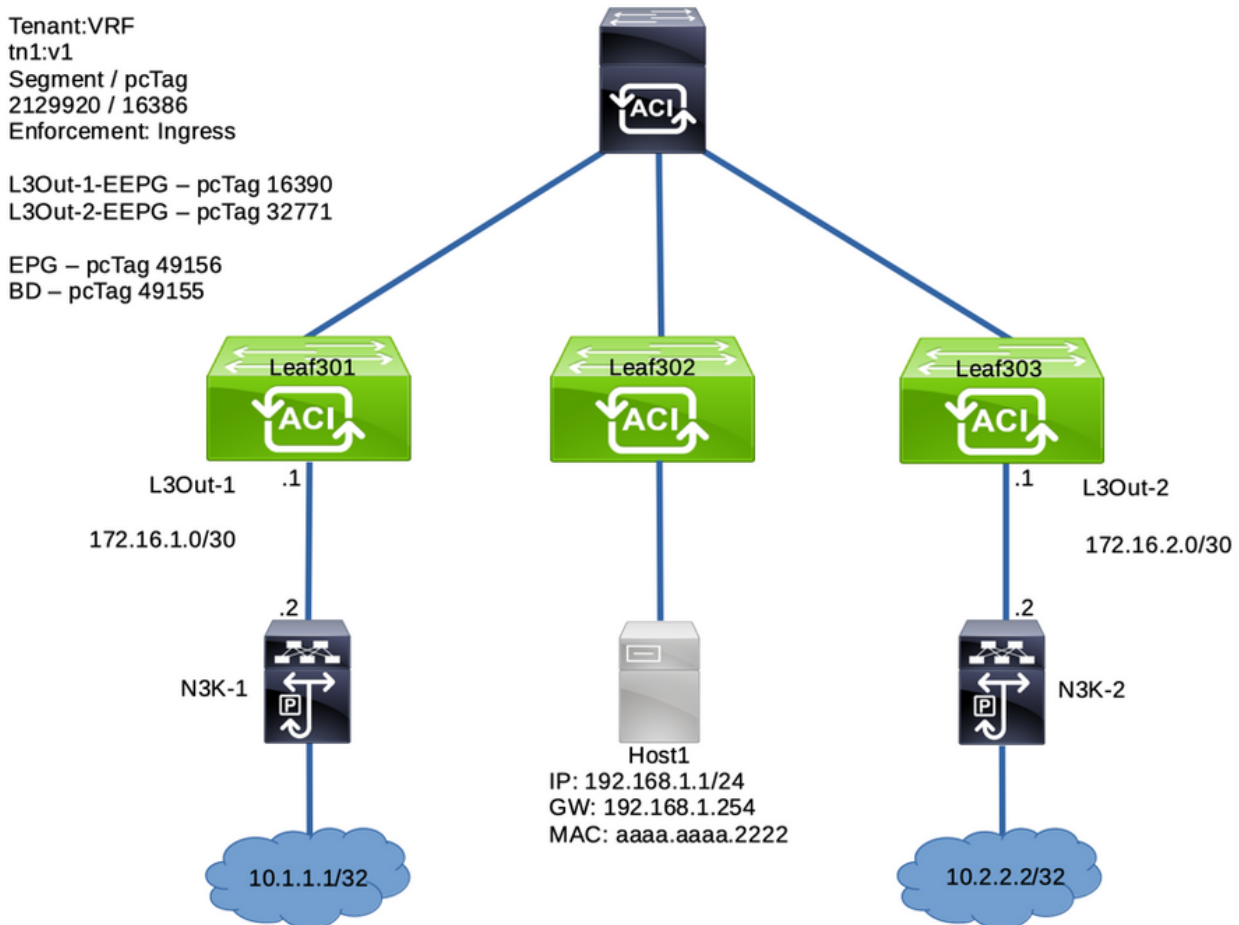 Tenant:VRF
tn1:v1
Segment / pcTag
2129920 / 16386
Enforcement: Ingress
L3Out-1-EEPG – pcTag 16390
L3Out-2-EEPG – pcTag 32771
EPG – pcTag 49156
BD – pcTag 49155
ACI
Leaf301
ACI
Leaf302
ACI
Leaf303
ACI
L3Out-1
.1
172.16.1.0/30
.2
N3K-1
P
10.1.1.1/32
Host1
IP: 192.168.1.1/24
GW: 192.168.1.254
MAC: aaaa.aaaa.2222
.1
L3Out-2
172.16.2.0/30
.2
N3K-2
P
10.2.2.2/32